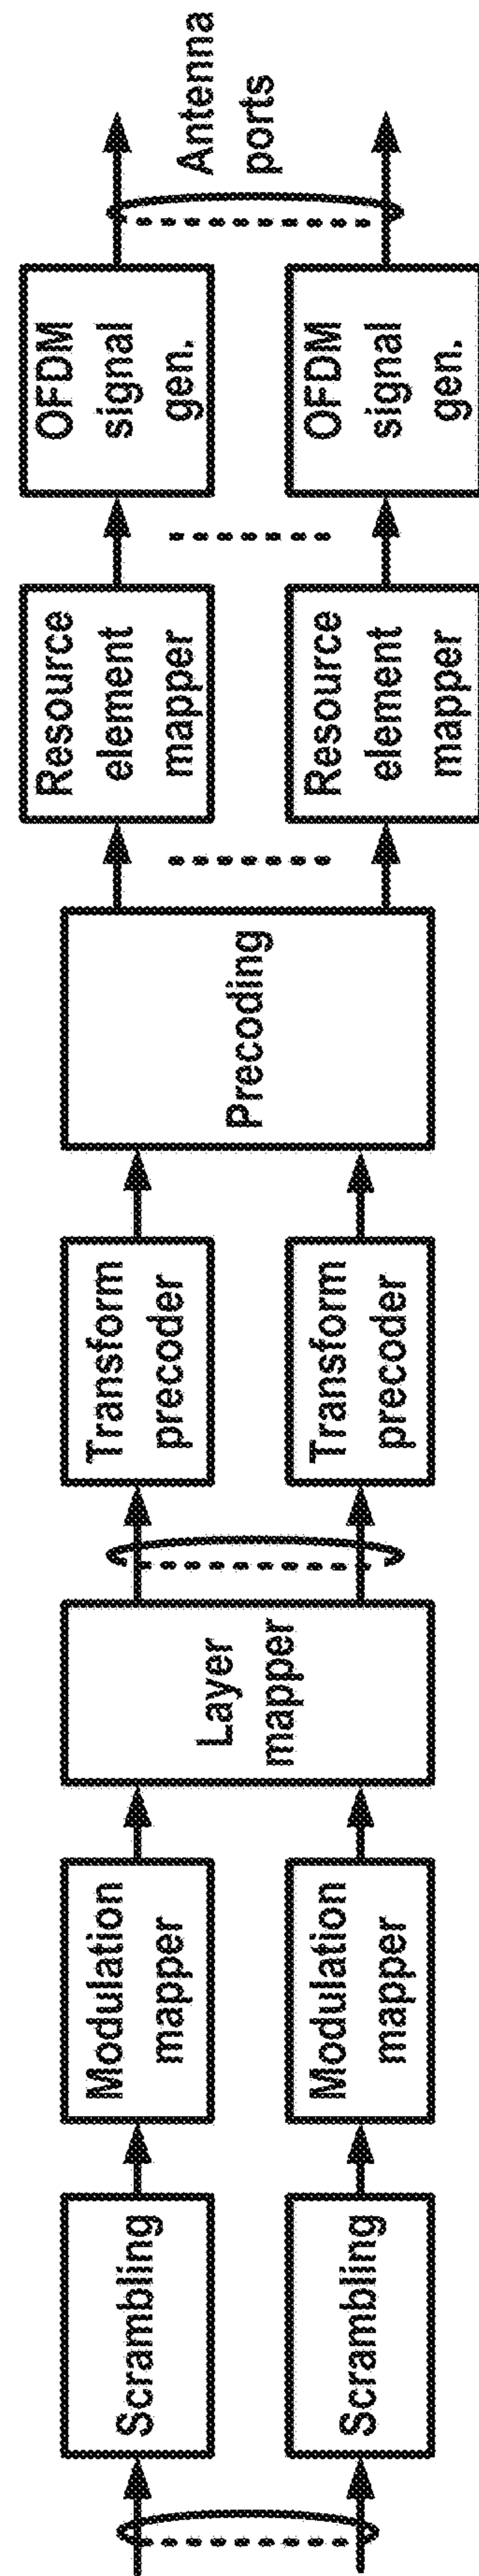 Scrambling
Scrambling
Modulation
mapper
Modulation
mapper
Layer
mapper
Transform
precoder
Transform
precoder
Precoding
Resource
element
mapper
Resource
element
mapper
OFDM
signal
gen.
OFDM
signal
gen.
Antenna
ports